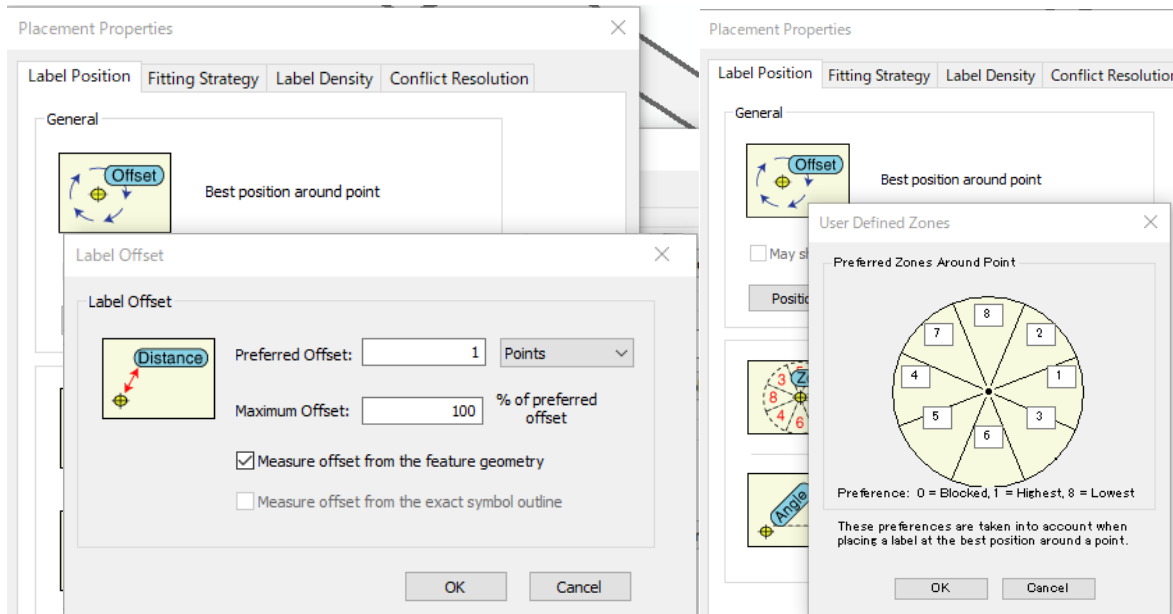 Placement Properties
Label Position
Fitting Strategy
Label Density
Conflict Resolution
General
Offset
Best position around point
Label Offset
Label Offset
Distance
Preferred Offset:
1
Points
Maximum Offset:
100
% of preferred
offset
Measure offset from the feature geometry
Measure offset from the exact symbol outline
OK
Cancel
Placement Properties
Label Position
Fitting Strategy
Label Density
Conflict Resolution
General
Offset
Best position around point
May sh
Positio
3
8
4
6
Angle
User Defined Zones
Preferred Zones Around Point
8
7
2
4
1
5
3
6
Preference: 0 = Blocked, 1 = Highest, 8 = Lowest
These preferences are taken into account when
placing a label at the best position around a point.
OK
Cancel